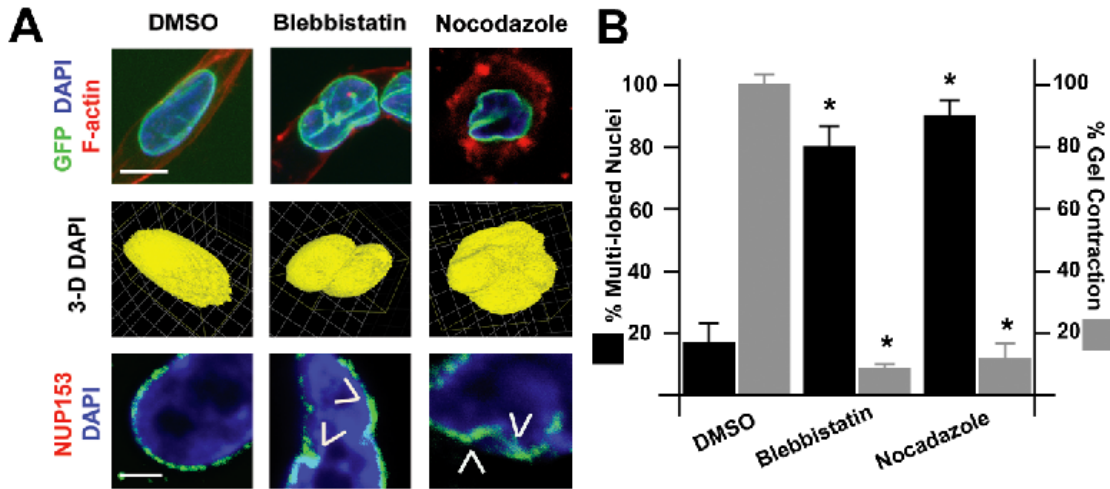 A
DMSO
Blebbistatin
Nocodazole
GFP DAPI
F-actin
3-D DAPI
NUP153
DAPI
B
% Multi-lobed Nuclei
100
80
60
40
20
*
*
*
*
100
80
60
40
20
% Gel Contraction
DMSO
Blebbistatin
Nocadazole